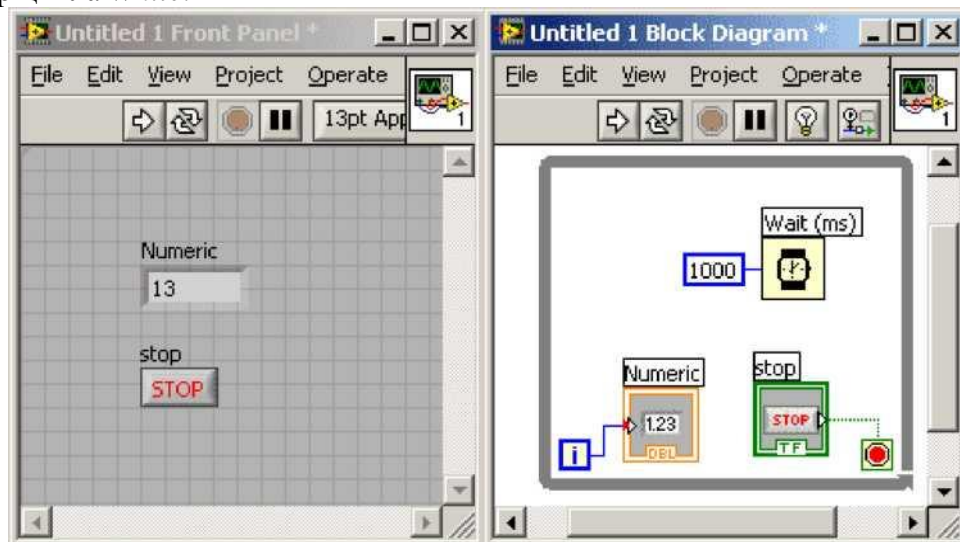 Untitled 1 Front Panel *
File Edit View Project Operate
13pt App
1
Numeric
13
stop
STOP
Untitled 1 Block Diagram *
File Edit View Project Operate
1
Wait (ms)
1000
Numeric
1.23
DBL
i
stop
STOP
TF